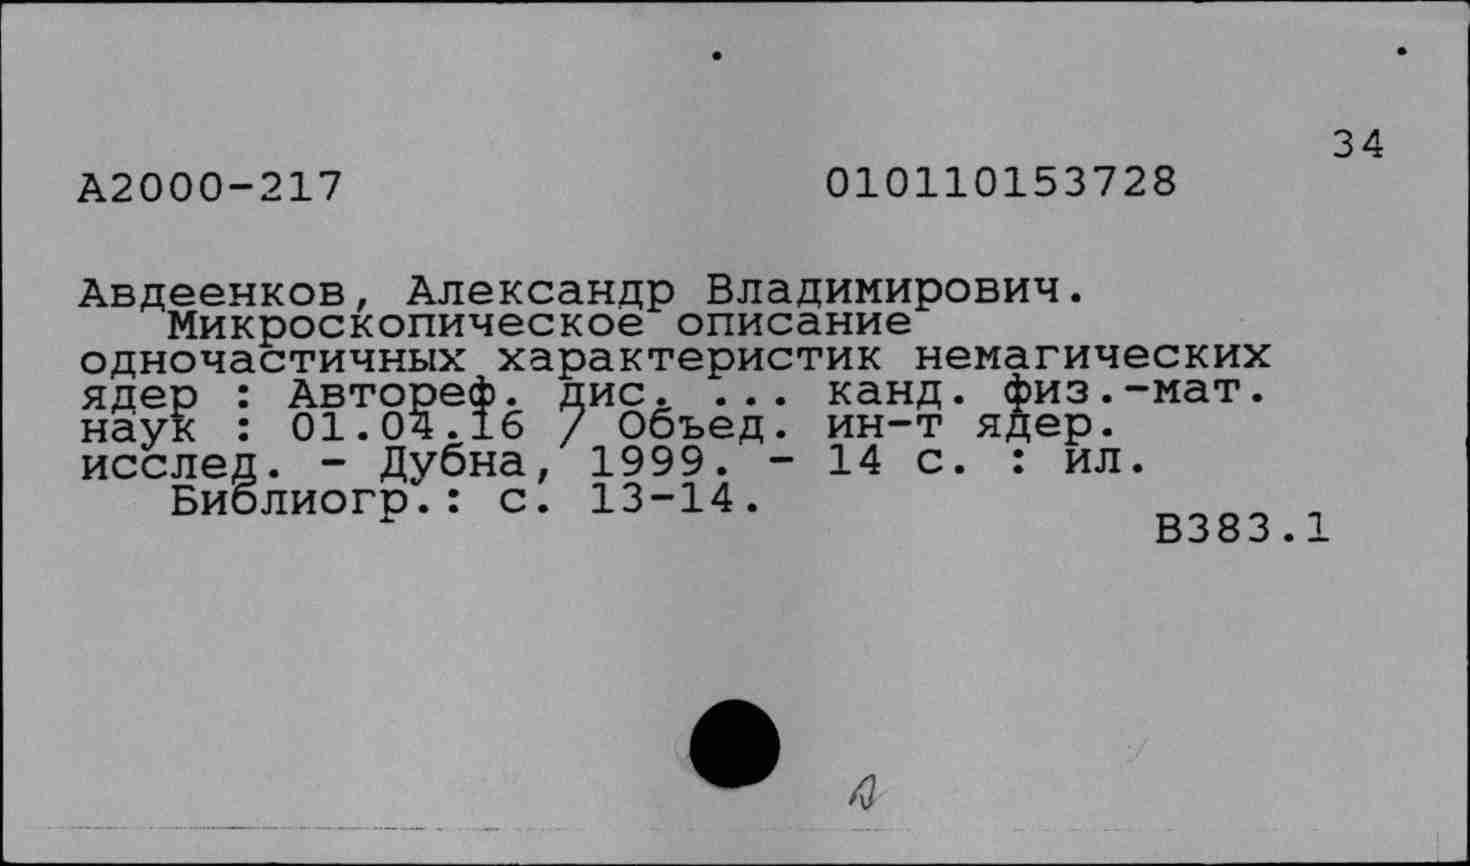 34
А2000-217 010110153728
Авдеенков, Александр Владимирович.
Микроскопическое описание
одночастичных характеристик немагических
ядер : Автореф. дис. ... канд. физ.-мат.
наук : 01.04.16 / Объед. ин-т ядер.
исслед. - Дубна, 1999. - 14 с. : ил.
Библиогр.: с. 13-14.
В383.1